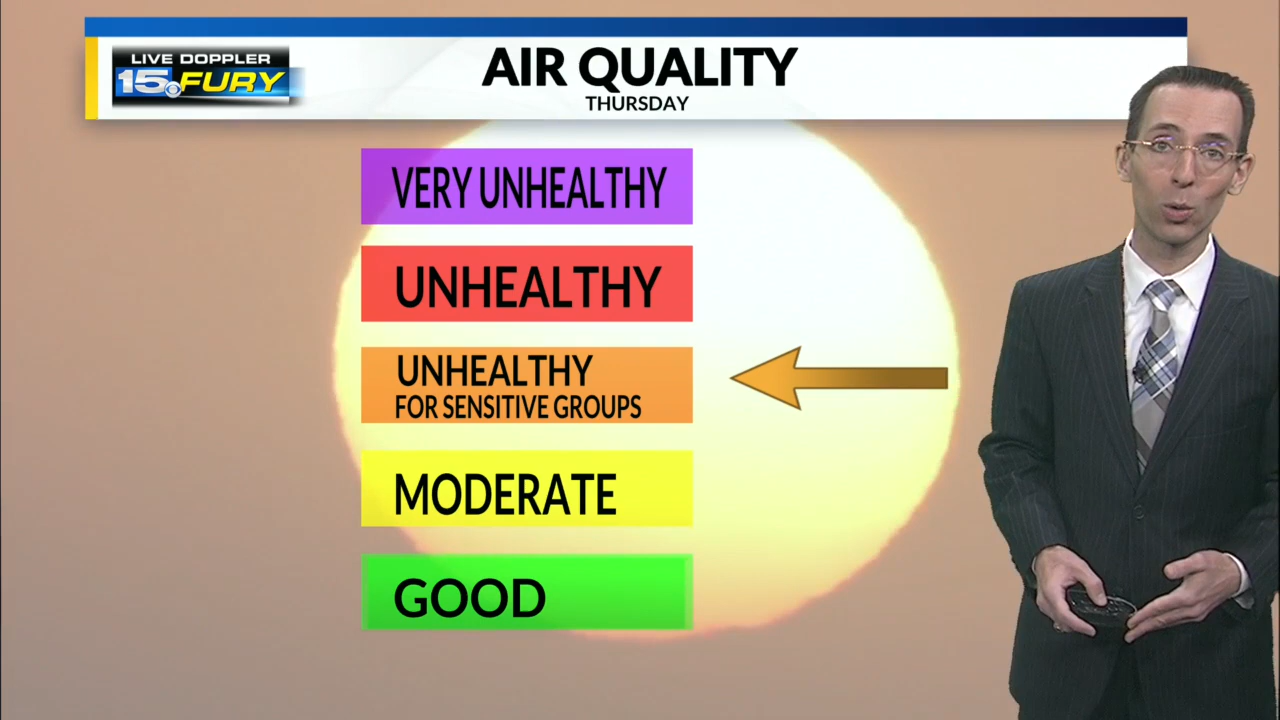 LIVE DOPPLER
15 FURY
AIR QUALITY
THURSDAY
VERY UNHEALTHY
UNHEALTHY
UNHEALTHY
FOR SENSITIVE GROUPS
MODERATE
GOOD